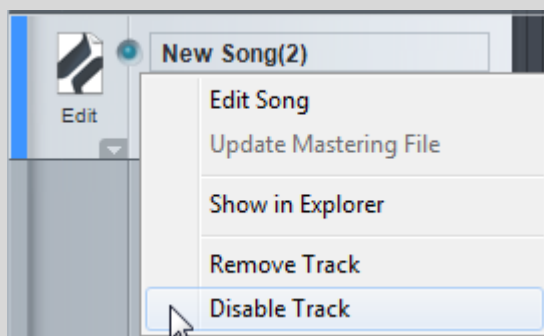 New Song(2)
Edit
Edit Song
Update Mastering File
Show in Explorer
Remove Track
Disable Track